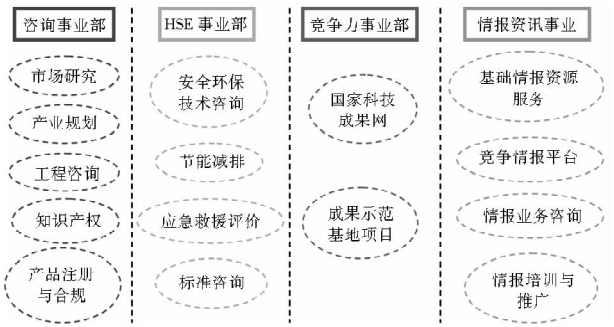 咨询事业部
市场研究
产业规划
工程咨询
知识产权
产品注册
与合规
HSE 事业部
安全环保
技术咨询
节能减排
应急救援评价
标准咨询
竞争力事业部
国家科技
成果网
成果示范
基地项目
情报资讯事业
基础情报资源
服务
竞争情报平台
情报业务咨询
情报培训与
推广